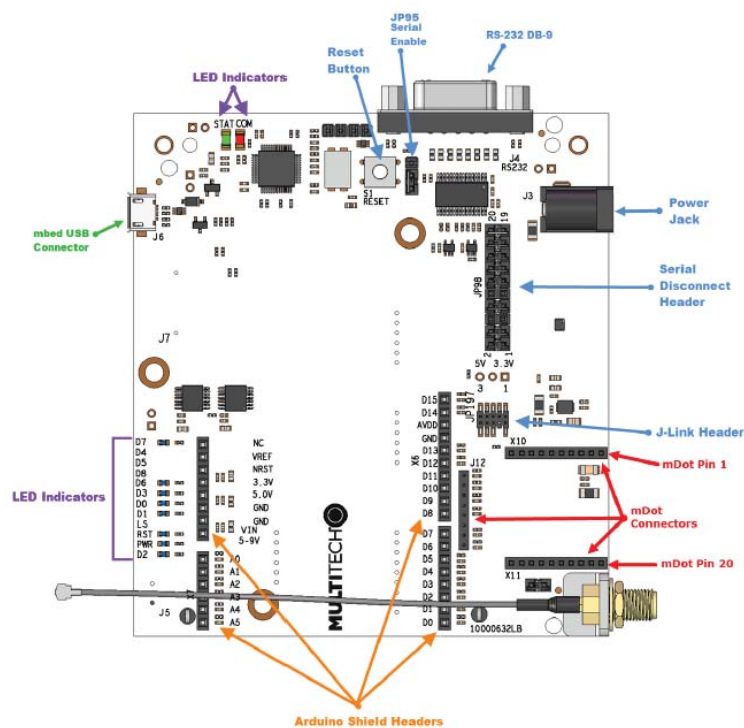 JP95
Serial
Enable
RS-232 DB-9
Reset
Button
LED Indicators
STAT COM
S1
RESET
J4
RS232
J3
Power
Jack
mbed USB
Connector
J6
20 19
JP98
Serial
Disconnect
Header
2 1
5V 3.3V
3 1
J7
JP197
J-Link Header
D15
D14
AVDD
GND
D13
D12
D11
D10
D9
D8
X6
J12
X10
mDot Pin 1
mDot
Connectors
mDot Pin 20
X11
LED Indicators
D7
D4
D5
D8
D6
D3
D0
D1
LS
RST
PWR
D2
NC
VREF
NRST
3.3V
5.0V
GND
GND
VIN
5-9V
A0
A1
A2
A3
A4
A5
X7
J5
MULTITECH
D7
D6
D5
D4
D3
D2
D1
D0
10000632LB
Arduino Shield Headers